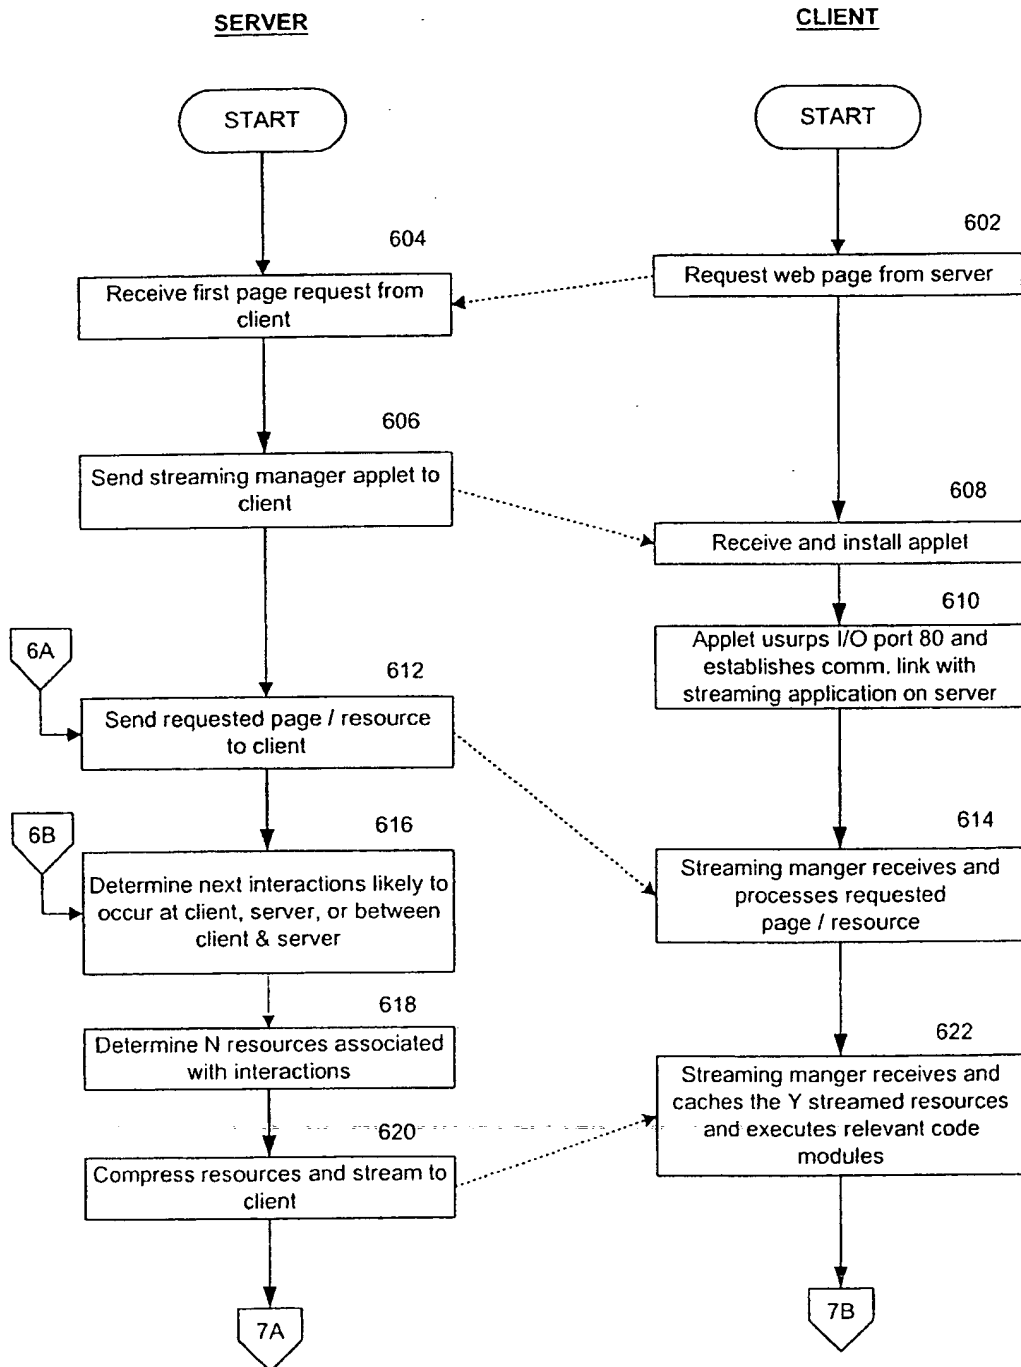 SERVER
CLIENT
START
START
602
604
Request web page from server
Receive first page request from
client
606
Send streaming manager applet to
client
608
Receive and install applet
610
Applet usurps I/O port 80 and
establishes comm. link with
streaming application on server
6A
612
Send requested page / resource
to client
6B
616
614
Determine next interactions likely to
occur at client, server, or between
client & server
Streaming manger receives and
processes requested
page / resource
618
Determine N resources associated
with interactions
622
Streaming manger receives and
caches the Y streamed resources
and executes relevant code
modules
620
Compress resources and stream to
client
7A
7B